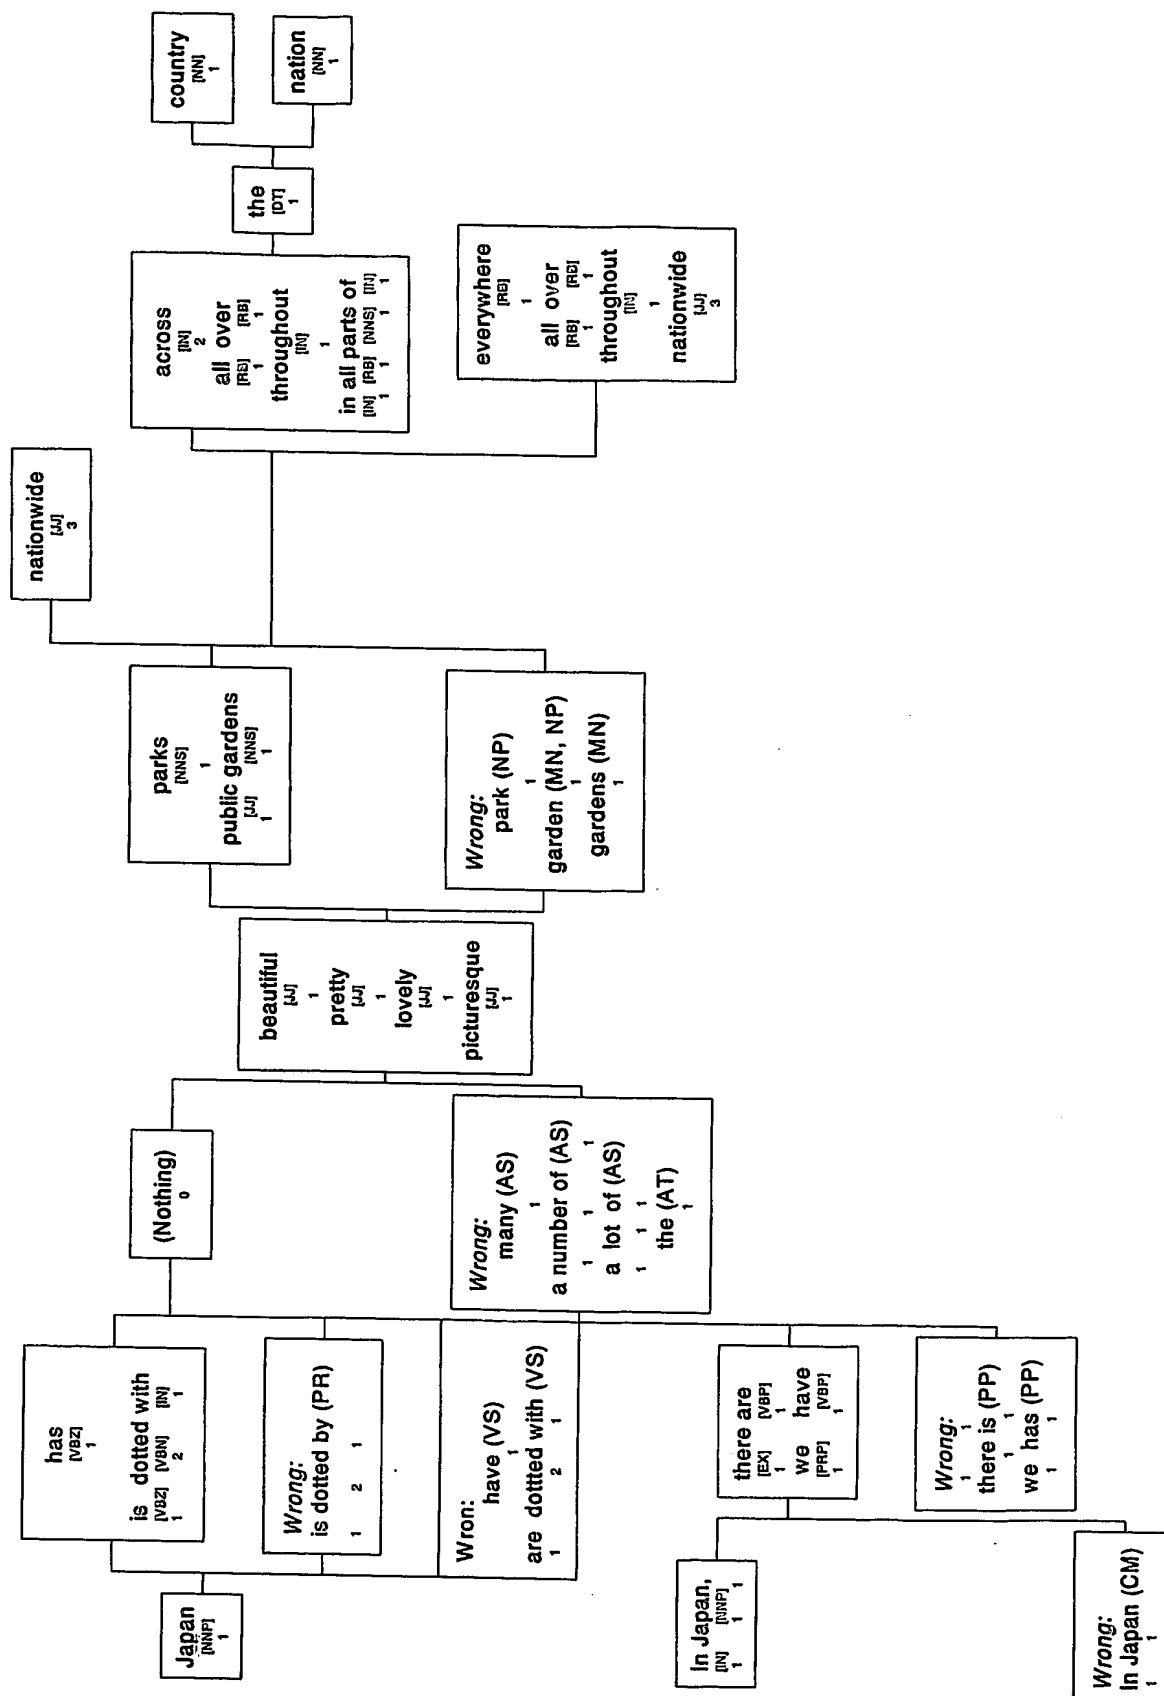 Japan
[NNP]
1
In Japan,
[IN] [NNP]
1 1 1
Wrong:
In Japan (CM)
1 1
has
[VBZ]
1
is dotted with
[VBZ] [VBN] [IN]
1 2 1
Wrong:
is dotted by (PR)
1 2 1
Wron:
have (VS)
1
are dottted with (VS)
1 2 1
there are
[EX] [VBP]
1 1
we have
[PRP] [VBP]
1 1
Wrong:
1 1
there is (PP)
1 1
we has (PP)
1 1
(Nothing)
0
Wrong:
many (AS)
1
a number of (AS)
1 1 1
a lot of (AS)
1 1 1
the (AT)
1
beautiful
[JJ]
1
pretty
[JJ]
1
lovely
[JJ]
1
picturesque
[JJ]
1
parks
[NNS]
1
public gardens
[JJ] [NNS]
1 1
Wrong:
park (NP)
1
garden (MN, NP)
1
gardens (MN)
1
nationwide
[JJ]
3
across
[IN]
2
all over
[RB] [RB]
1 1
throughout
[IN]
1
in all parts of
[IN] [RB] [NNS] [IN]
1 1 1 1
everywhere
[RB]
1
all over
[RB] [RB]
1 1
throughout
[IN]
1
nationwide
[JJ]
3
the
[DT]
1
country
[NN]
1
nation
[NN]
1